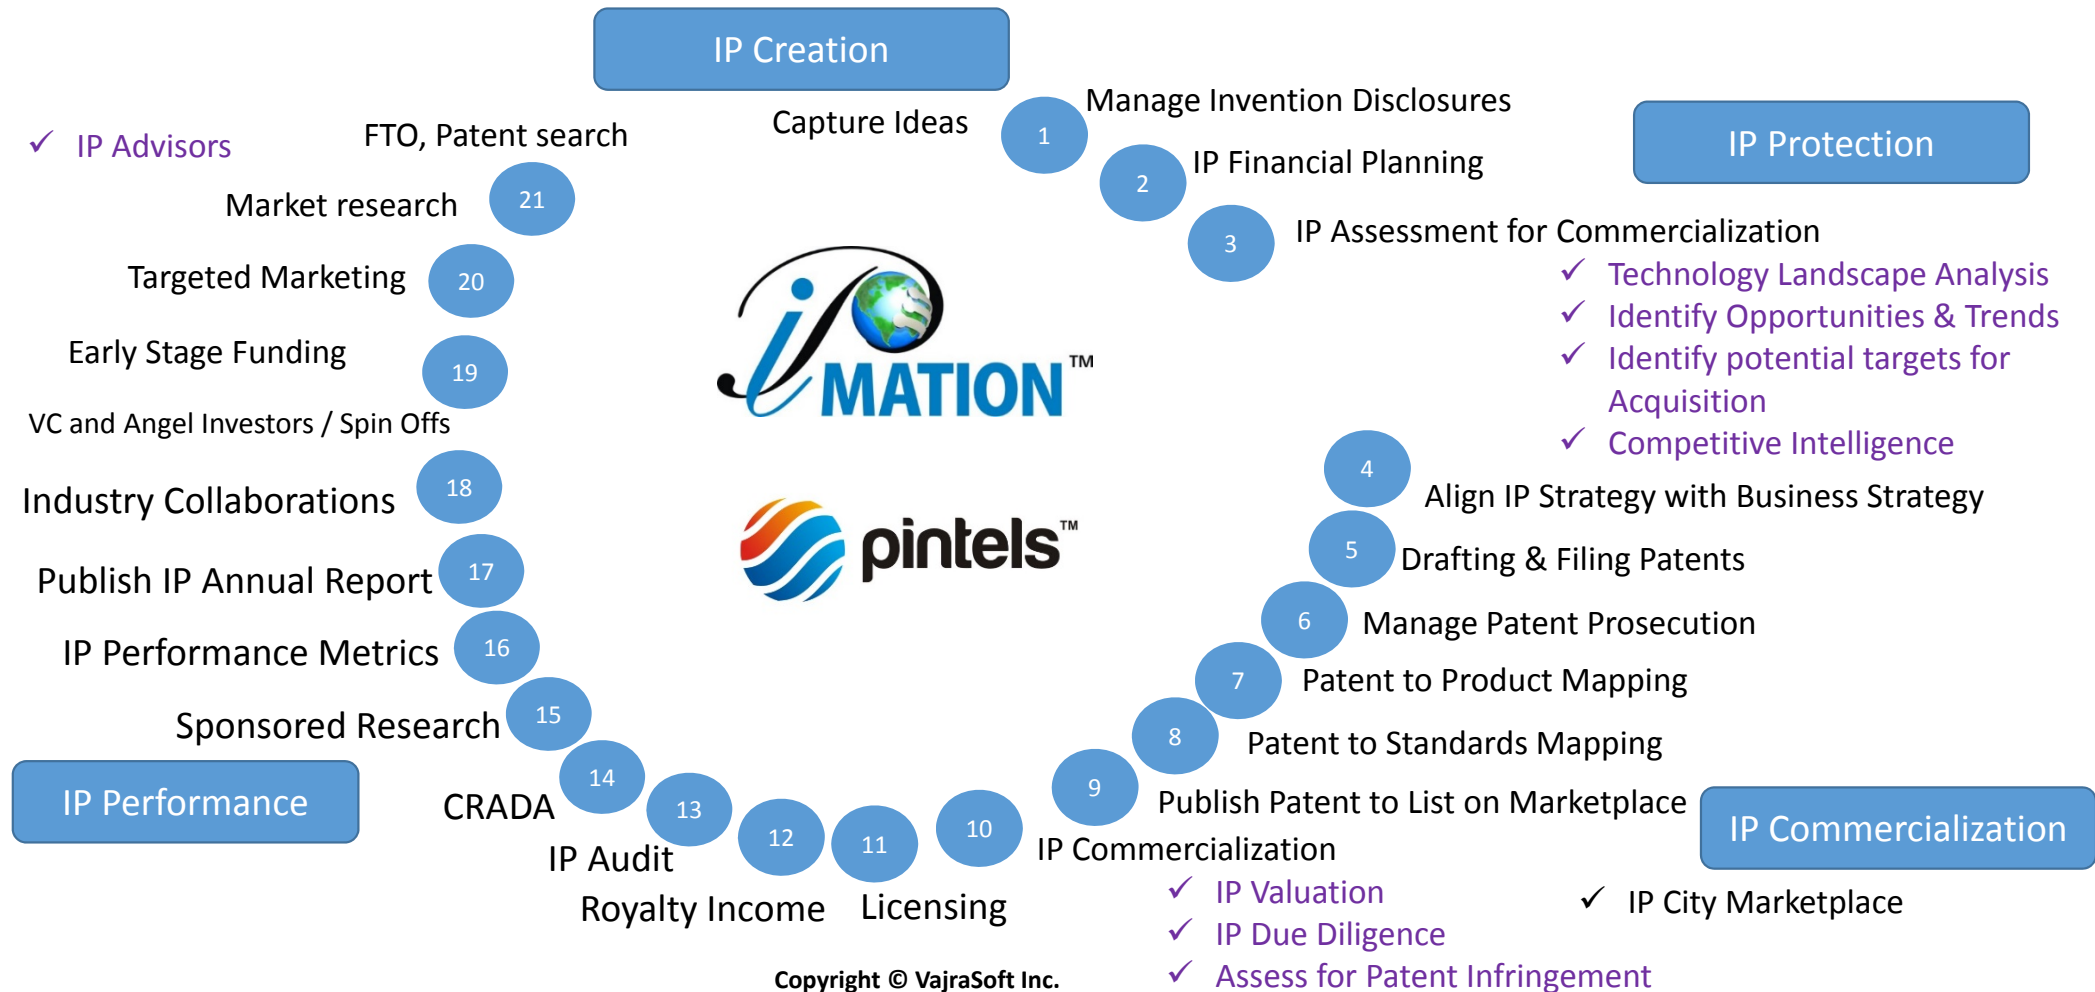 IP Creation
Capture Ideas
1
Manage Invention Disclosures
2
IP Financial Planning
IP Protection
3
IP Assessment for Commercialization
✓ Technology Landscape Analysis
✓ Identify Opportunities & Trends
✓ Identify potential targets for
Acquisition
✓ Competitive Intelligence
4
Align IP Strategy with Business Strategy
5
Drafting & Filing Patents
6
Manage Patent Prosecution
7
Patent to Product Mapping
8
Patent to Standards Mapping
9
Publish Patent to List on Marketplace
IP Commercialization
✓ IP City Marketplace
10
IP Commercialization
✓ IP Valuation
✓ IP Due Diligence
✓ Assess for Patent Infringement
11
Licensing
12
Royalty Income
13
IP Audit
14
CRADA
IP Performance
15
Sponsored Research
16
IP Performance Metrics
17
Publish IP Annual Report
18
Industry Collaborations
VC and Angel Investors / Spin Offs
19
Early Stage Funding
20
Targeted Marketing
21
Market research
FTO, Patent search
✓ IP Advisors
iP
MATION™
pintels™
Copyright © VajraSoft Inc.